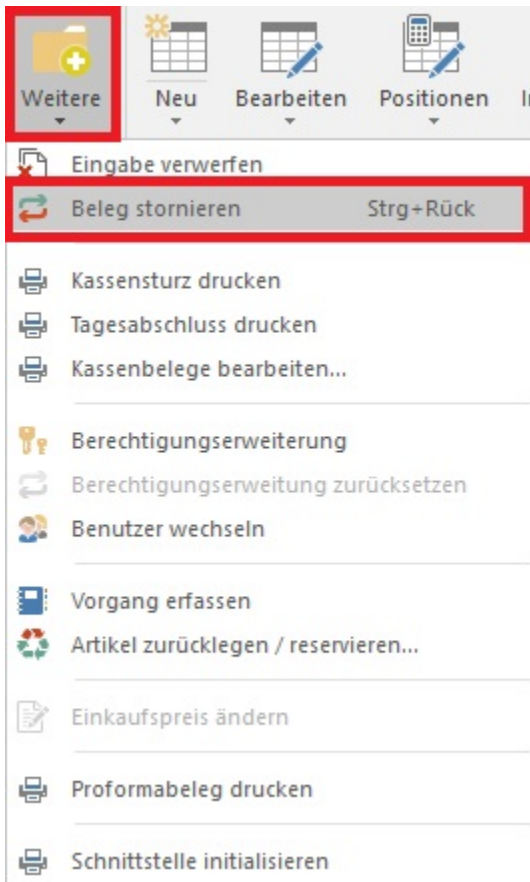 Weitere Neu Bearbeiten Positionen
Eingabe verwerfen
Beleg stornieren Strg+Rück
Kassensturz drucken
Tagesabschluss drucken
Kassenbelege bearbeiten...
Berechtigungserweiterung
Berechtigungserweitung zurücksetzen
Benutzer wechseln
Vorgang erfassen
Artikel zurücklegen / reservieren...
Einkaufspreis ändern
Proformabeleg drucken
Schnittstelle initialisieren